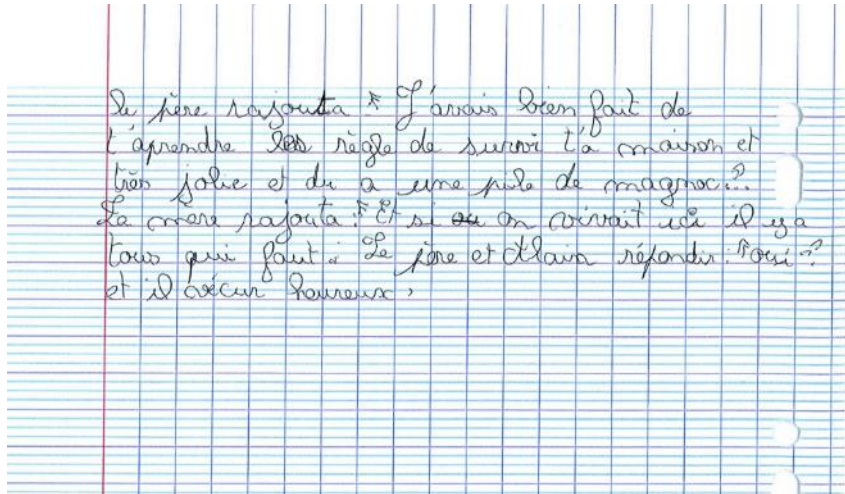 le père rajouta : "J'avais bien fait de
t'aprendre les règle de survi t'a maison et
très jolie et du a une pile de magnoc".
La mere rajouta : "Et si on vivait ici il y a
tous qui faut". Le père et Alain répondir : "oui"
et il vécur heureux,